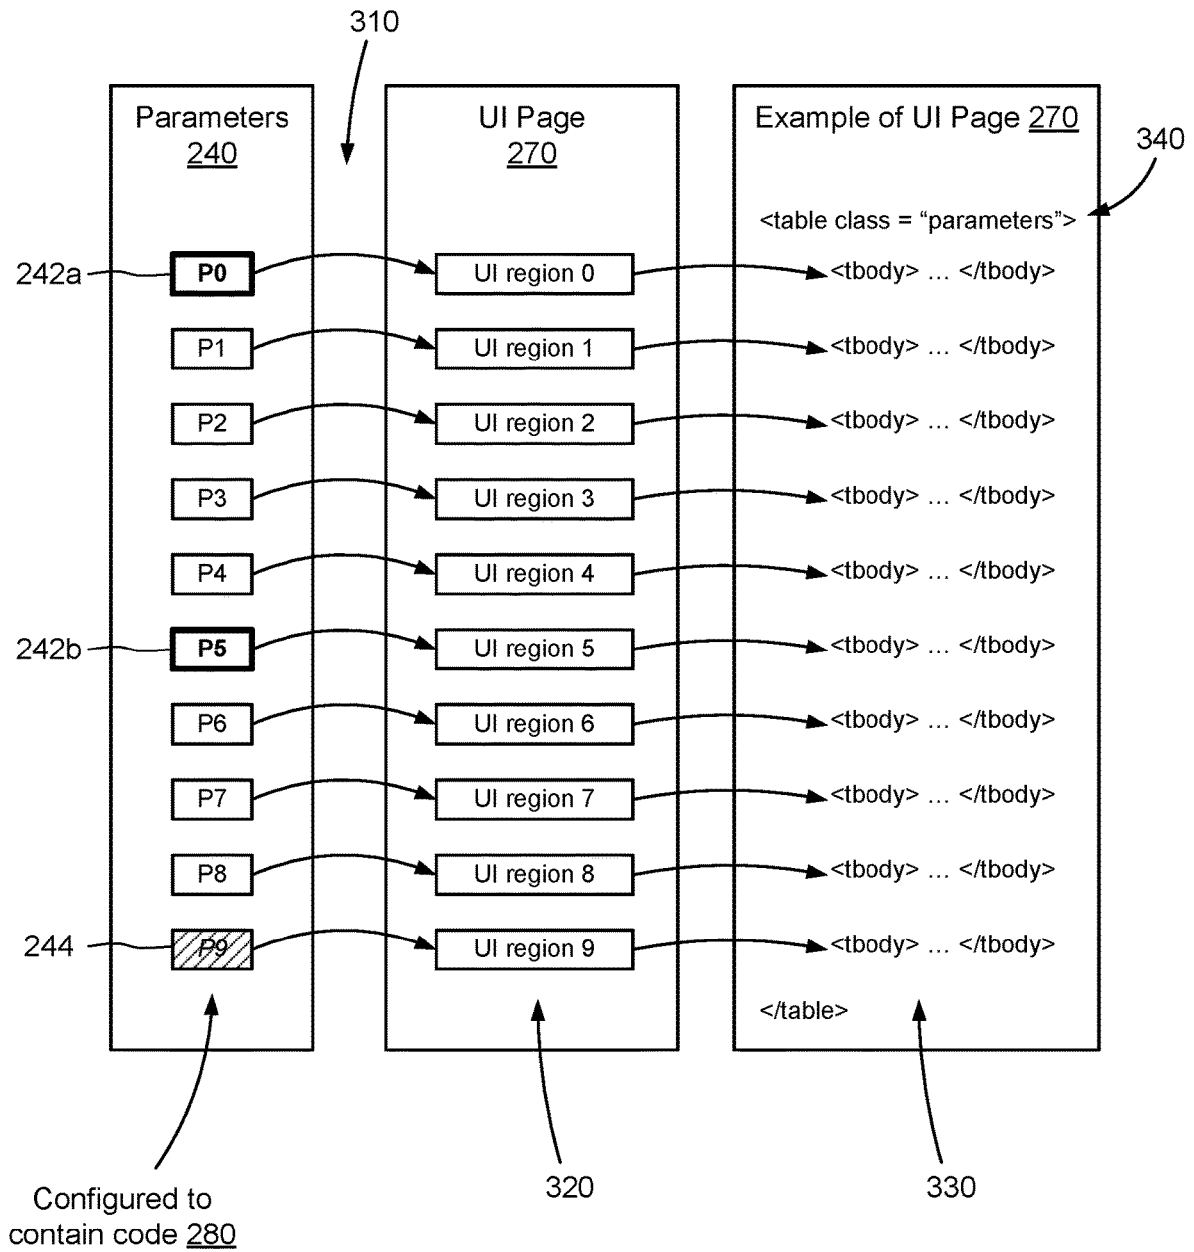 310
Parameters
240
UI Page
270
Example of UI Page 270
340
<table class = “parameters”>
242a
P0
UI region 0
<tbody> ... </tbody>
P1
UI region 1
<tbody> ... </tbody>
P2
UI region 2
<tbody> ... </tbody>
P3
UI region 3
<tbody> ... </tbody>
P4
UI region 4
<tbody> ... </tbody>
242b
P5
UI region 5
<tbody> ... </tbody>
P6
UI region 6
<tbody> ... </tbody>
P7
UI region 7
<tbody> ... </tbody>
P8
UI region 8
<tbody> ... </tbody>
244
P9
UI region 9
<tbody> ... </tbody>
</table>
Configured to
contain code 280
320
330